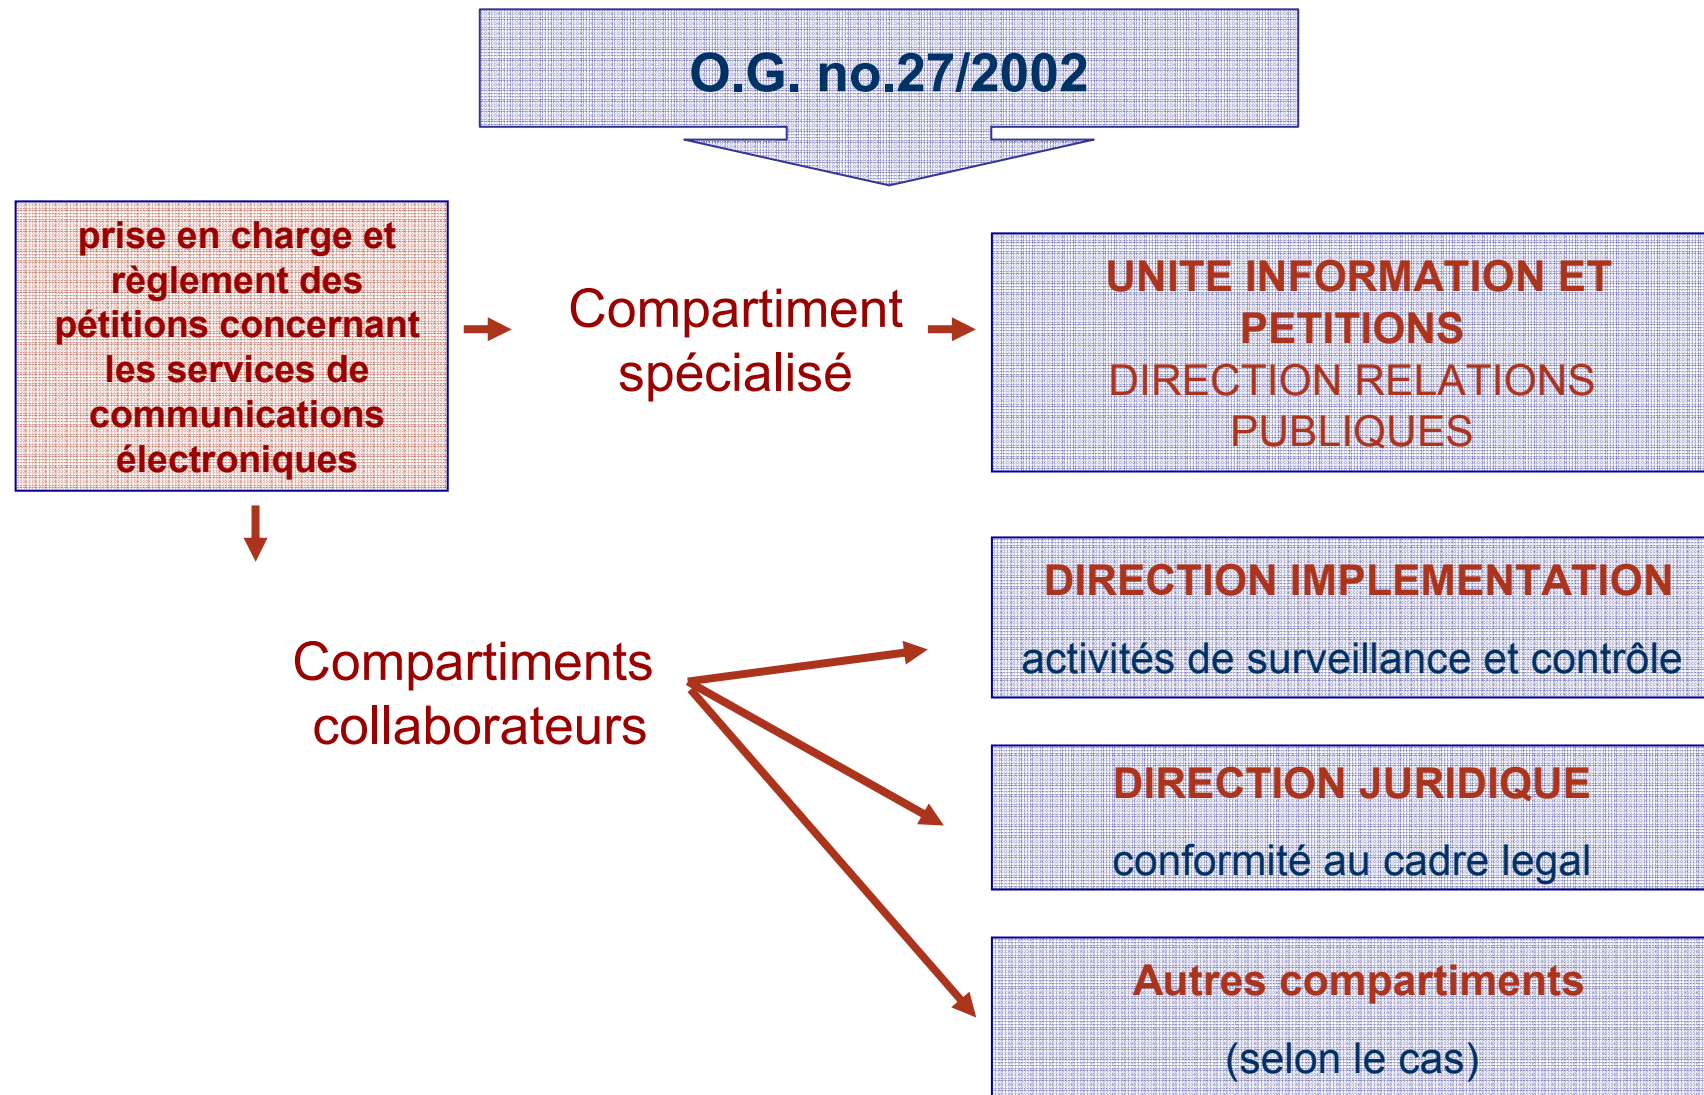 O.G. no.27/2002
prise en charge et
règlement des
pétitions concernant
les services de
communications
électroniques
Compartiment
spécialisé
UNITE INFORMATION ET
PETITIONS
DIRECTION RELATIONS
PUBLIQUES
Compartiments
collaborateurs
DIRECTION IMPLEMENTATION
activités de surveillance et contrôle
DIRECTION JURIDIQUE
conformité au cadre legal
Autres compartiments
(selon le cas)